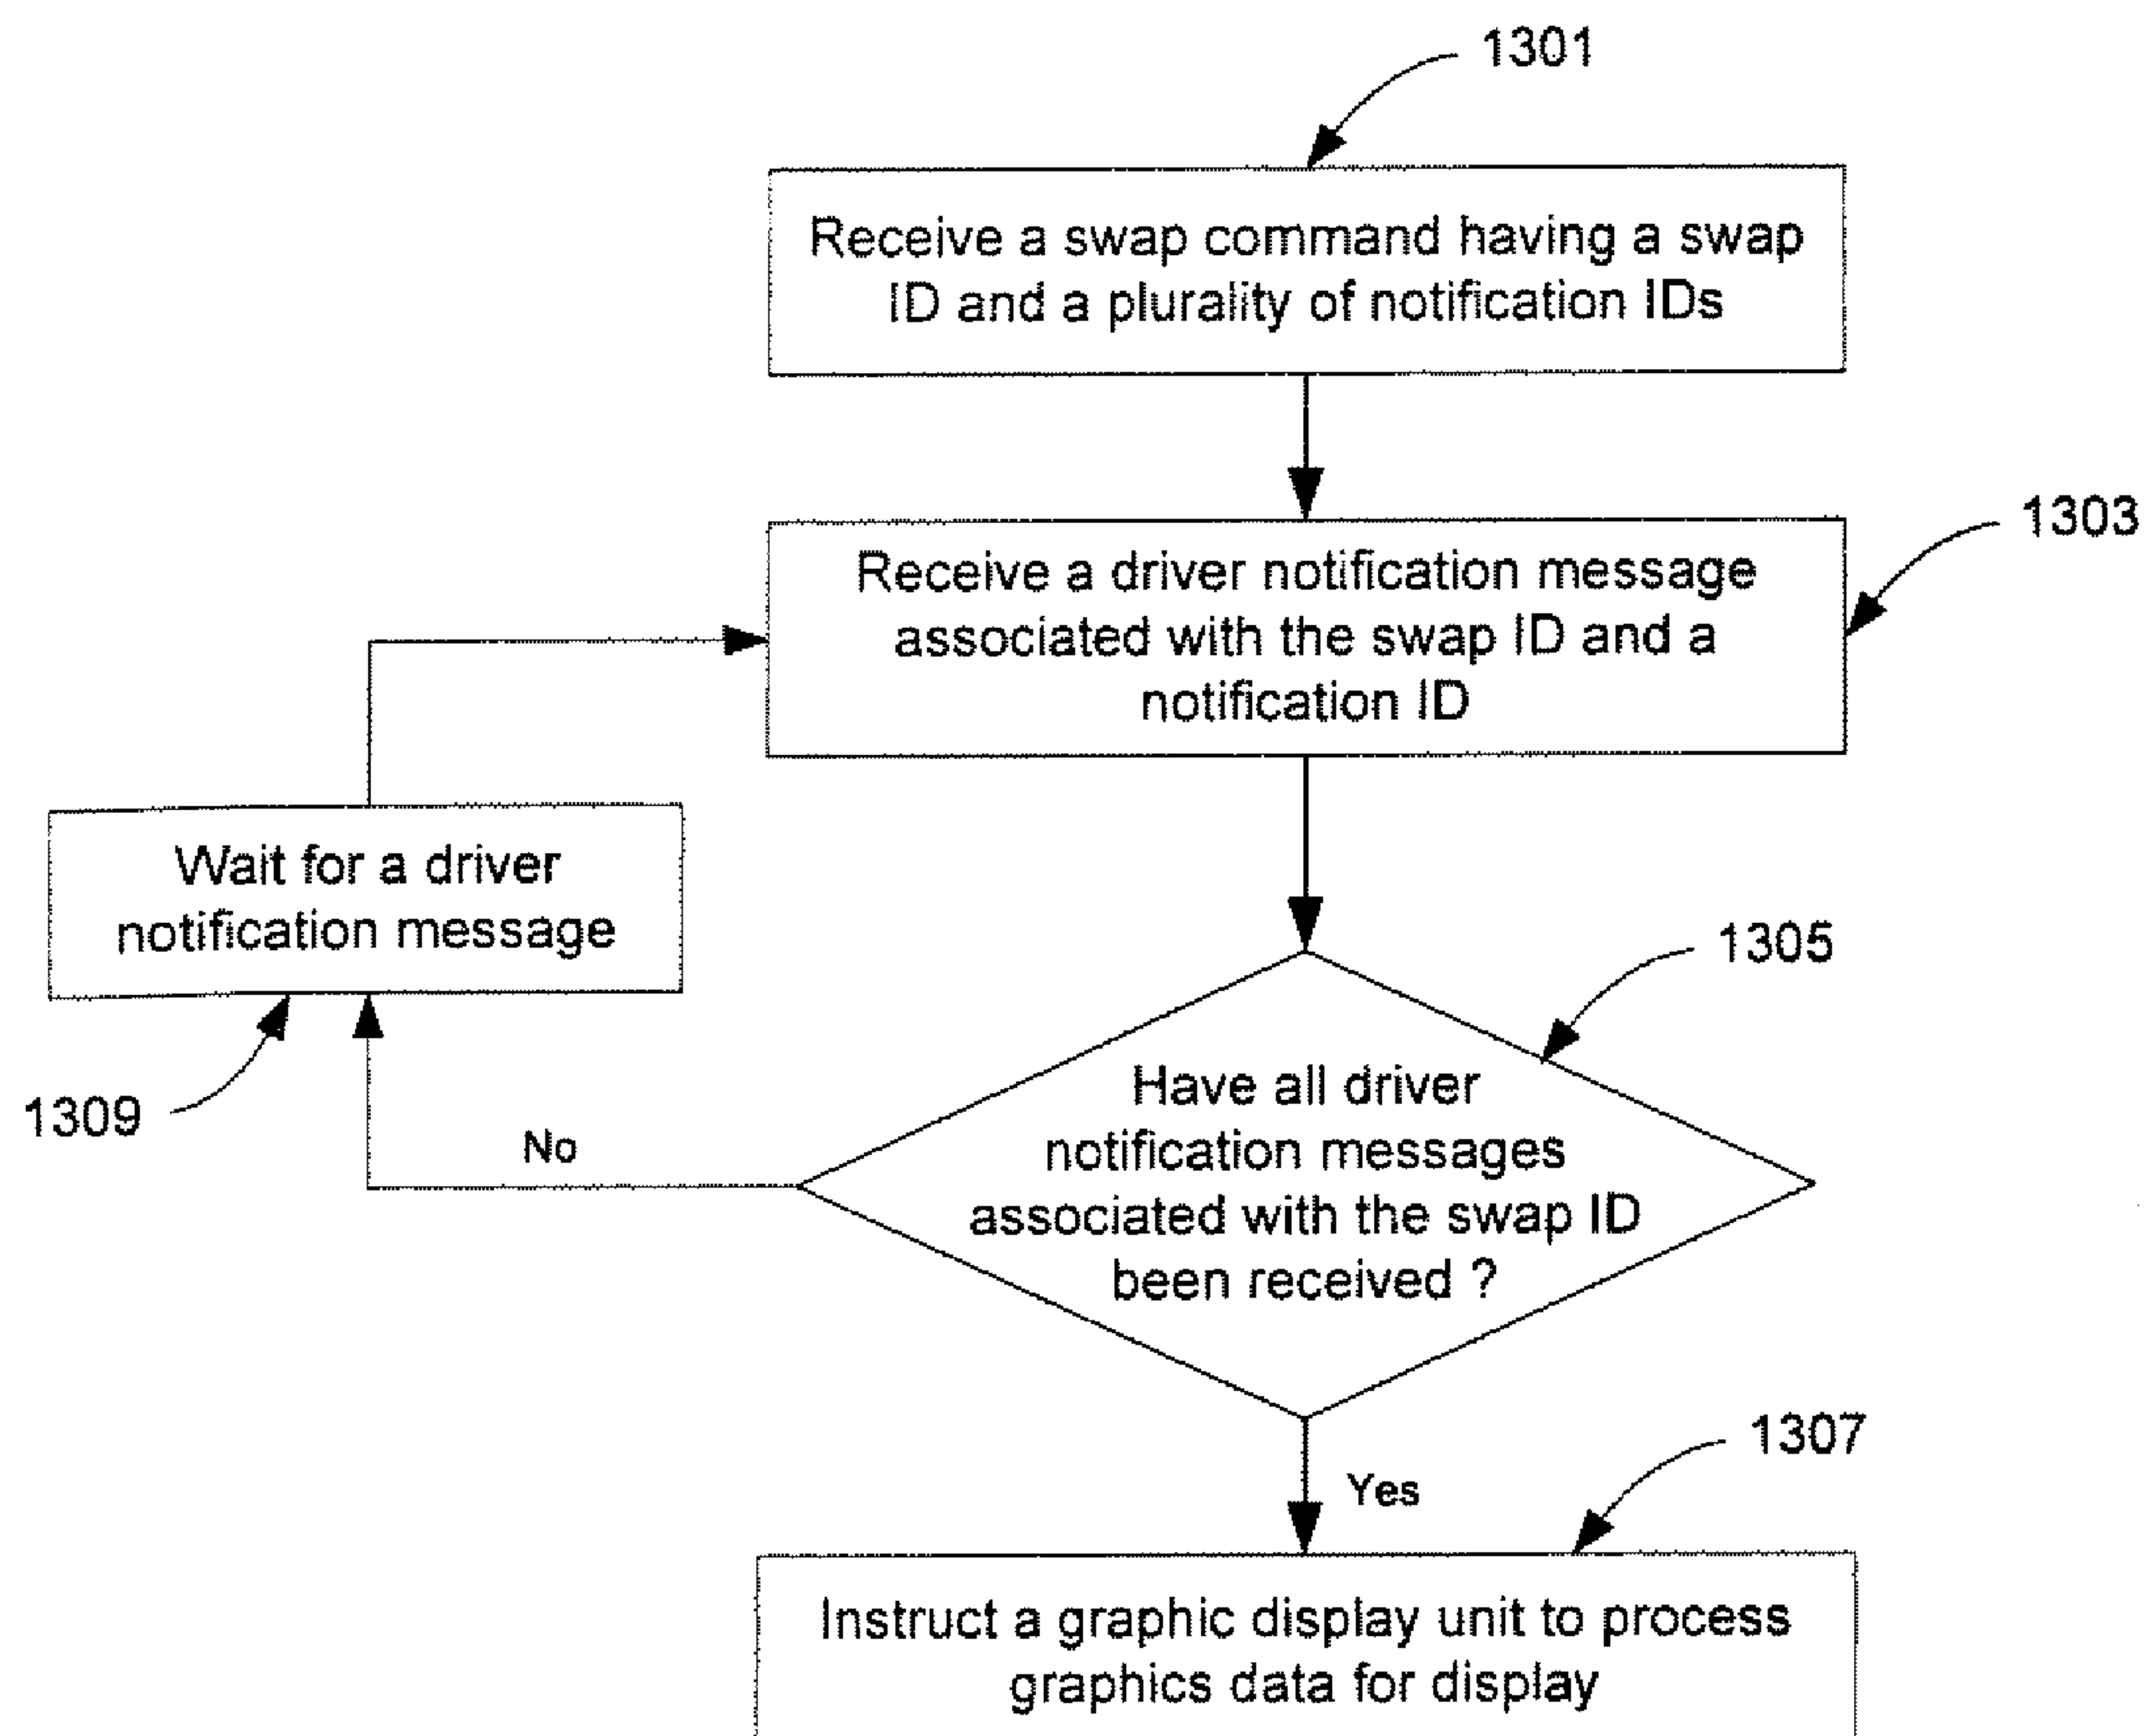 1301
Receive a swap command having a swap
ID and a plurality of notification IDs
1303
Receive a driver notification message
associated with the swap ID and a
notification ID
Wait for a driver
notification message
1309
1305
Have all driver
notification messages
associated with the swap ID
been received ?
No
Yes
1307
Instruct a graphic display unit to process
graphics data for display